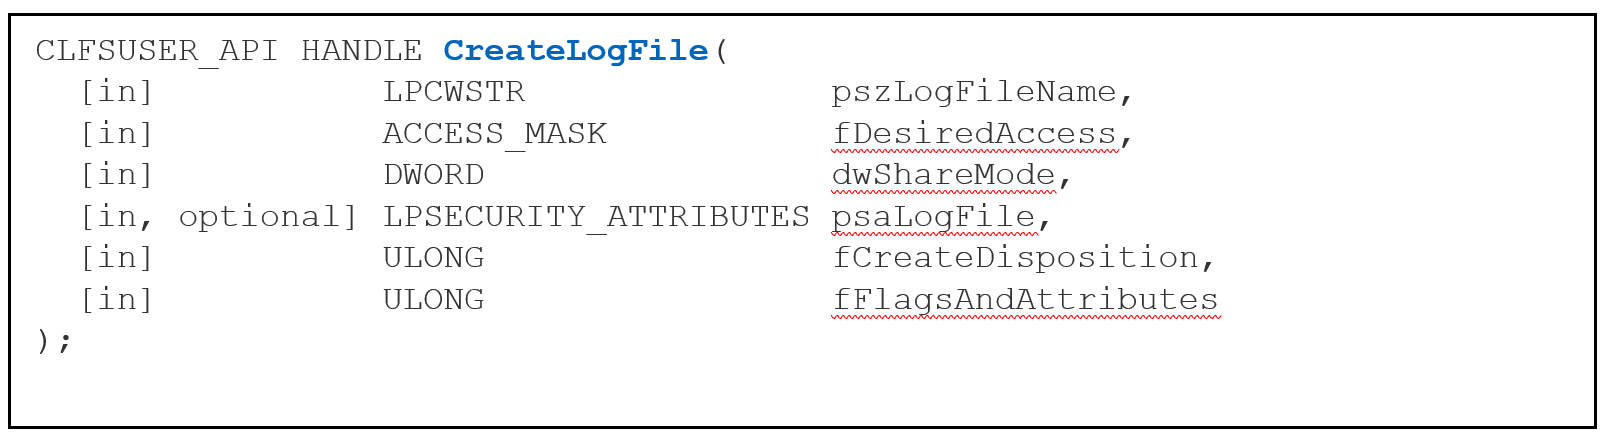 CLFSUSER_API HANDLE CreateLogFile(
[in] LPCWSTR pszLogFileName,
[in] ACCESS_MASK fDesiredAccess,
[in] DWORD dwShareMode,
[in, optional] LPSECURITY_ATTRIBUTES psaLogFile,
[in] ULONG fCreateDisposition,
[in] ULONG fFlagsAndAttributes
);